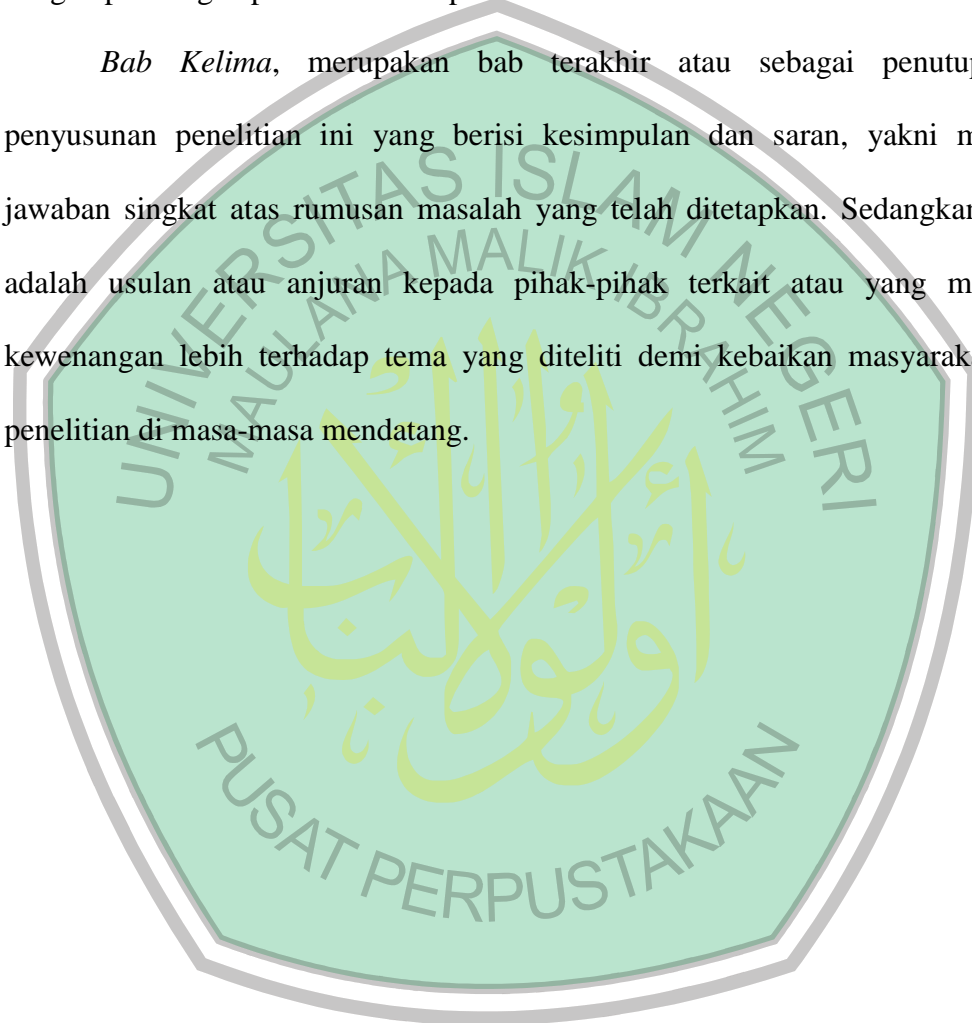 Bab Kelima, merupakan bab terakhir atau sebagai penutup
penyusunan penelitian ini yang berisi kesimpulan dan saran, yakni m
jawaban singkat atas rumusan masalah yang telah ditetapkan. Sedangkan
adalah usulan atau anjuran kepada pihak-pihak terkait atau yang m
kewenangan lebih terhadap tema yang diteliti demi kebaikan masyarak
penelitian di masa-masa mendatang.
UNIVERSITAS ISLAM NEGERI
MAULANA MALIK IBRAHIM
أولو الألباب
PUSAT PERPUSTAKAAN